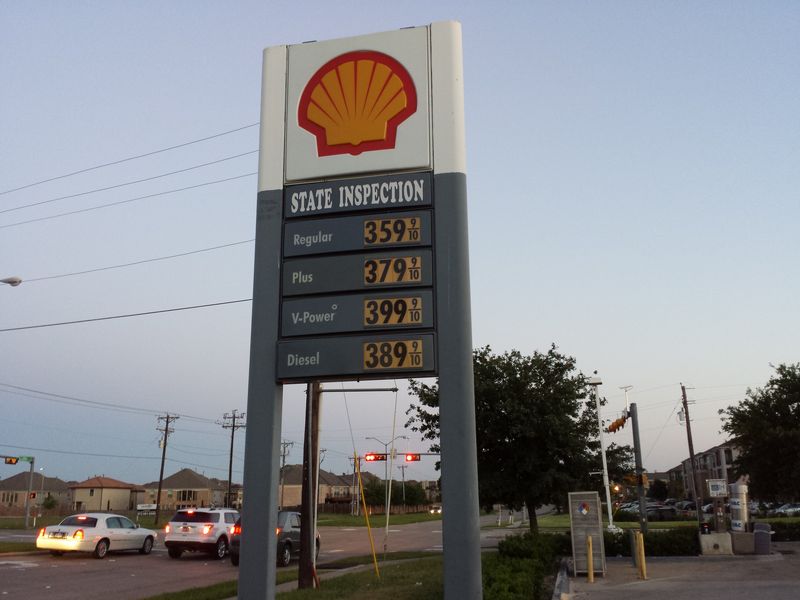 STATE INSPECTION
Regular 359 9/10
Plus 379 9/10
V-Power 399 9/10
Diesel 389 9/10